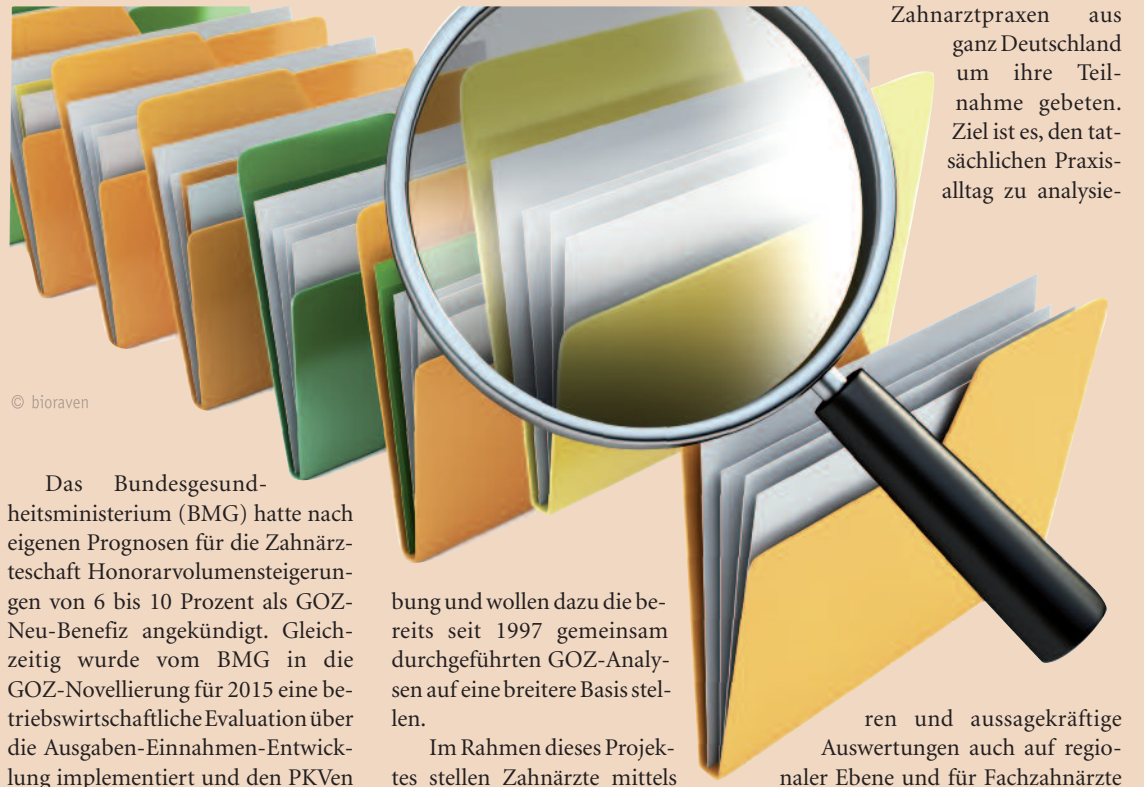 © bioraven
Das Bundesgesund-
heitsministerium (BMG) hatte nach
eigenen Prognosen für die Zahnärz-
teschaft Honorarvolumensteigerun-
gen von 6 bis 10 Prozent als GOZ-
Neu-Benefiz angekündigt. Gleich-
zeitig wurde vom BMG in die
GOZ-Novellierung für 2015 eine be-
triebswirtschaftliche Evaluation über
die Ausgaben-Einnahmen-Entwick-
lung implementiert und den PKVen
bung und wollen dazu die be-
reits seit 1997 gemeinsam
durchgeführten GOZ-Analy-
sen auf eine breitere Basis stel-
len.
Im Rahmen dieses Projek-
tes stellen Zahnärzte mittels
Zahnarztpraxen aus
ganz Deutschland
um ihre Teil-
nahme gebeten.
Ziel ist es, den tat-
sächlichen Praxis-
alltag zu analysie-
ren und aussagekräftige
Auswertungen auch auf regio-
naler Ebene und für Fachzahnärzte